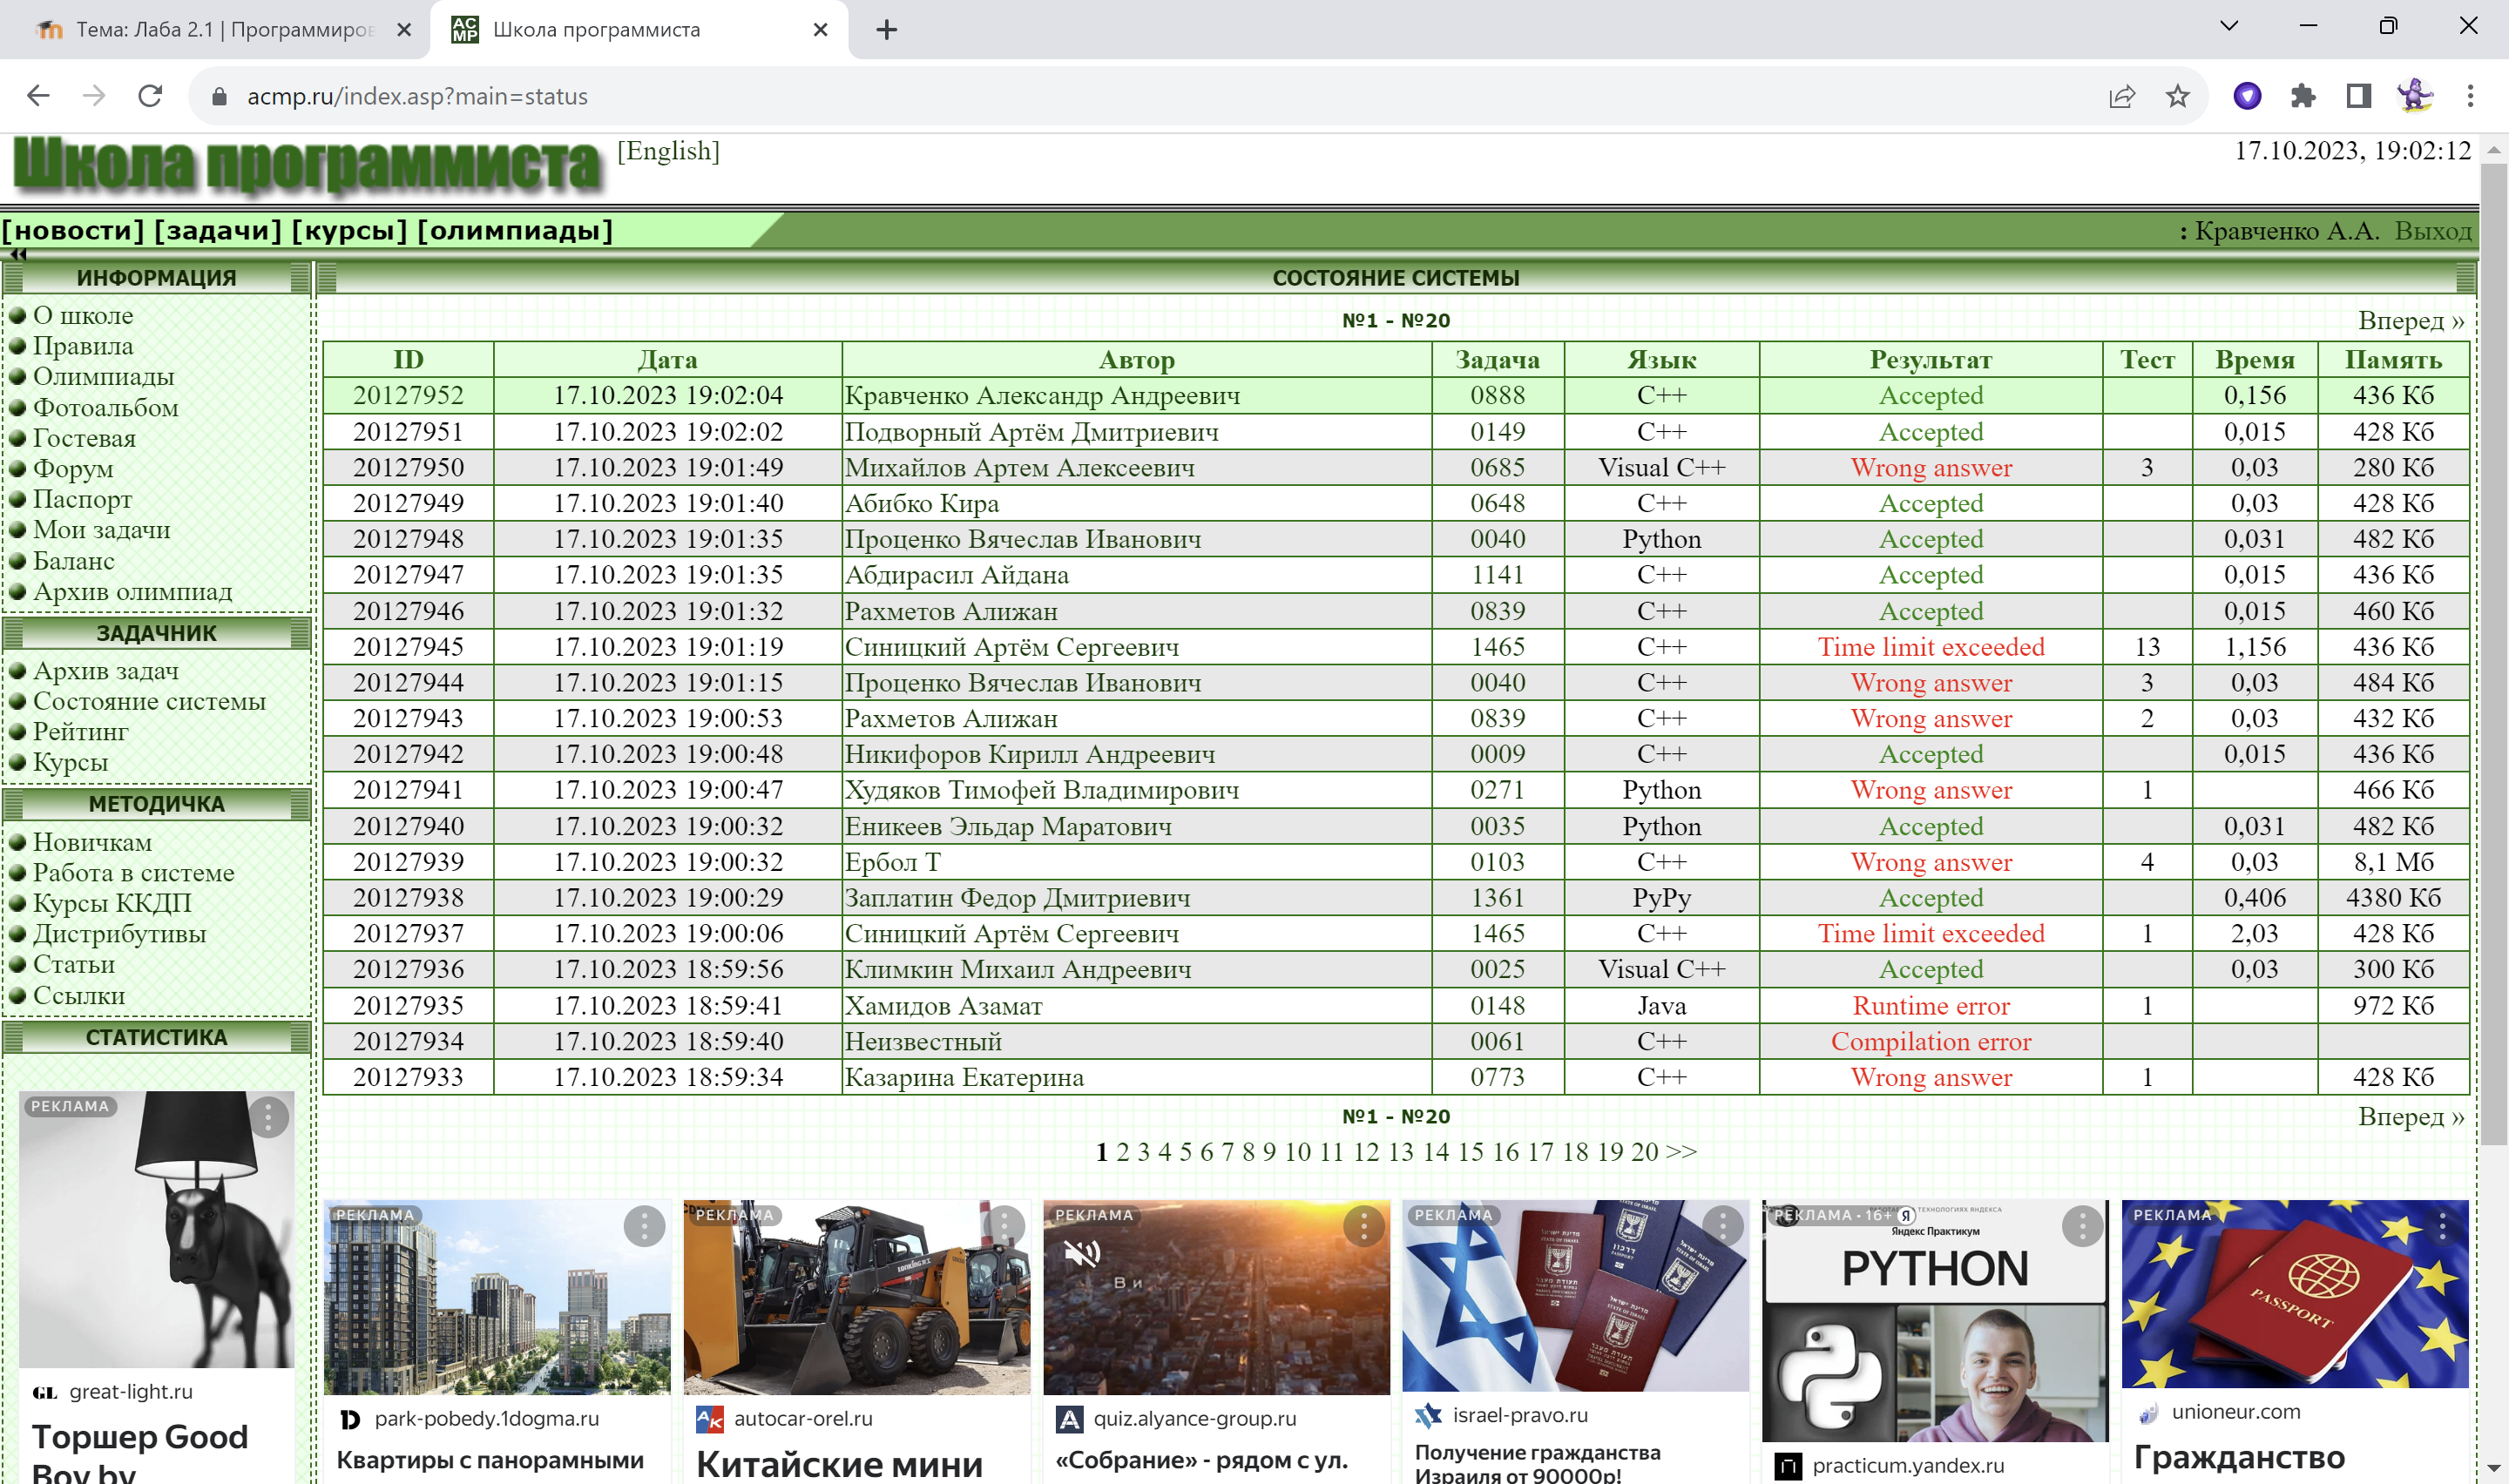 Тема: Лаба 2.1 | Программиров
Школа программиста
acmp.ru/index.asp?main=status
Школа программиста [English] 17.10.2023, 19:02:12
[новости] [задачи] [курсы] [олимпиады] : Кравченко А.А. Выход
ИНФОРМАЦИЯ
О школе
Правила
Олимпиады
Фотоальбом
Гостевая
Форум
Паспорт
Мои задачи
Баланс
Архив олимпиад
ЗАДАЧНИК
Архив задач
Состояние системы
Рейтинг
Курсы
МЕТОДИЧКА
Новичкам
Работа в системе
Курсы ККДП
Дистрибутивы
Статьи
Ссылки
СТАТИСТИКА
РЕКЛАМА
great-light.ru
Торшер Good
Boy by
СОСТОЯНИЕ СИСТЕМЫ
№1 - №20 Вперед »
ID Дата Автор Задача Язык Результат Тест Время Память
20127952 17.10.2023 19:02:04 Кравченко Александр Андреевич 0888 C++ Accepted 0,156 436 Кб
20127951 17.10.2023 19:02:02 Подворный Артём Дмитриевич 0149 C++ Accepted 0,015 428 Кб
20127950 17.10.2023 19:01:49 Михайлов Артем Алексеевич 0685 Visual C++ Wrong answer 3 0,03 280 Кб
20127949 17.10.2023 19:01:40 Абибко Кира 0648 C++ Accepted 0,03 428 Кб
20127948 17.10.2023 19:01:35 Проценко Вячеслав Иванович 0040 Python Accepted 0,031 482 Кб
20127947 17.10.2023 19:01:35 Абдирасил Айдана 1141 C++ Accepted 0,015 436 Кб
20127946 17.10.2023 19:01:32 Рахметов Алижан 0839 C++ Accepted 0,015 460 Кб
20127945 17.10.2023 19:01:19 Синицкий Артём Сергеевич 1465 C++ Time limit exceeded 13 1,156 436 Кб
20127944 17.10.2023 19:01:15 Проценко Вячеслав Иванович 0040 C++ Wrong answer 3 0,03 484 Кб
20127943 17.10.2023 19:00:53 Рахметов Алижан 0839 C++ Wrong answer 2 0,03 432 Кб
20127942 17.10.2023 19:00:48 Никифоров Кирилл Андреевич 0009 C++ Accepted 0,015 436 Кб
20127941 17.10.2023 19:00:47 Худяков Тимофей Владимирович 0271 Python Wrong answer 1 466 Кб
20127940 17.10.2023 19:00:32 Еникеев Эльдар Маратович 0035 Python Accepted 0,031 482 Кб
20127939 17.10.2023 19:00:32 Ербол Т 0103 C++ Wrong answer 4 0,03 8,1 Мб
20127938 17.10.2023 19:00:29 Заплатин Федор Дмитриевич 1361 PyPy Accepted 0,406 4380 Кб
20127937 17.10.2023 19:00:06 Синицкий Артём Сергеевич 1465 C++ Time limit exceeded 1 2,03 428 Кб
20127936 17.10.2023 18:59:56 Климкин Михаил Андреевич 0025 Visual C++ Accepted 0,03 300 Кб
20127935 17.10.2023 18:59:41 Хамидов Азамат 0148 Java Runtime error 1 972 Кб
20127934 17.10.2023 18:59:40 Неизвестный 0061 C++ Compilation error
20127933 17.10.2023 18:59:34 Казарина Екатерина 0773 C++ Wrong answer 1 428 Кб
№1 - №20 Вперед »
1 2 3 4 5 6 7 8 9 10 11 12 13 14 15 16 17 18 19 20 >>
РЕКЛАМА
park-pobedy.1dogma.ru
Квартиры с панорамными
РЕКЛАМА
autocar-orel.ru
Китайские мини
РЕКЛАМА
В и
quiz.alyance-group.ru
«Собрание» - рядом с ул.
РЕКЛАМА
israel-pravo.ru
Получение гражданства
Израиля от 90000р!
РЕКЛАМА • 16+
Яндекс Практикум
PYTHON
practicum.yandex.ru
РЕКЛАМА
PASSPORT
unioneur.com
Гражданство